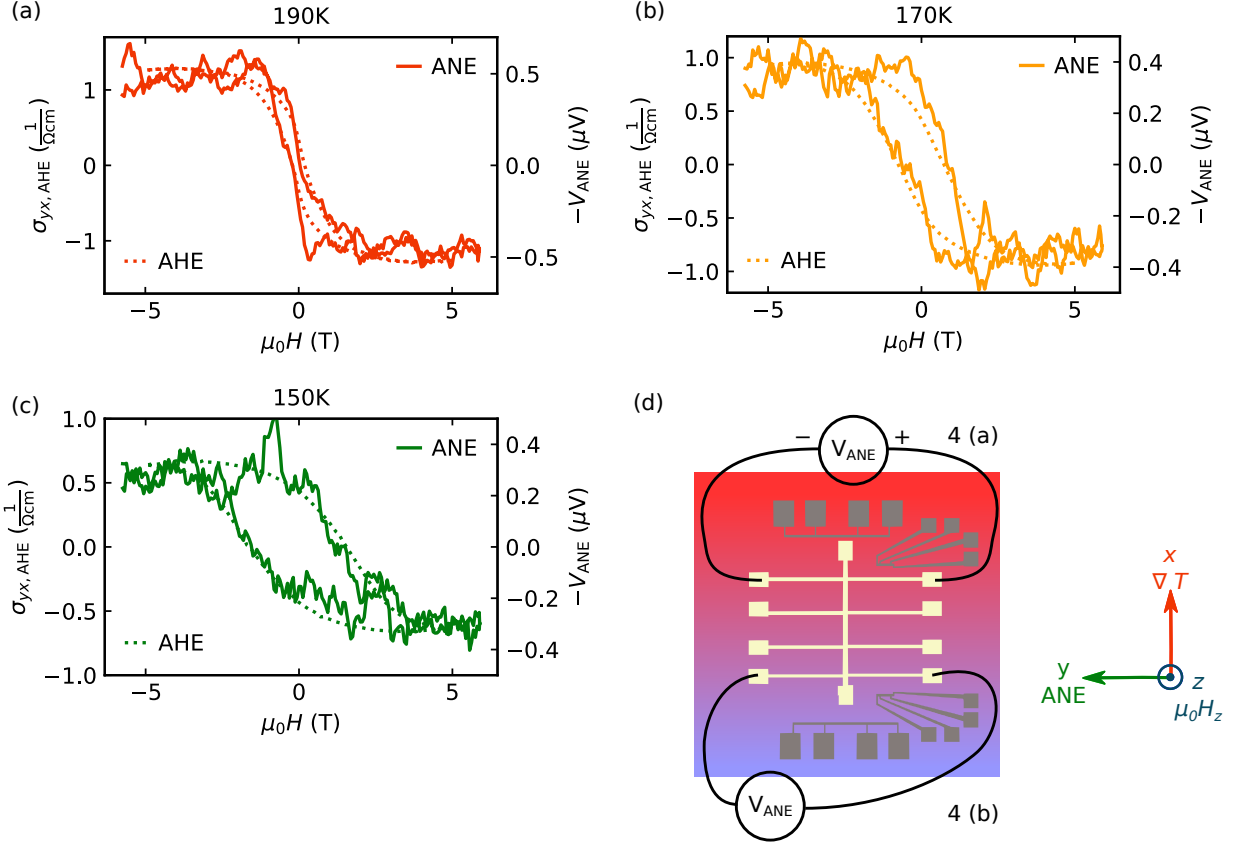 (a)
190K
ANE
AHE
1
0
−1
σyx, AHE (1/Ωcm)
0.5
0.0
−0.5
−VANE (μV)
−5
0
5
μ0H (T)
(b)
170K
ANE
AHE
1.0
0.5
0.0
−0.5
−1.0
σyx, AHE (1/Ωcm)
0.4
0.2
0.0
−0.2
−0.4
−VANE (μV)
−5
0
5
μ0H (T)
(c)
150K
ANE
AHE
1.0
0.5
0.0
−0.5
−1.0
σyx, AHE (1/Ωcm)
0.4
0.2
0.0
−0.2
−0.4
−VANE (μV)
−5
0
5
μ0H (T)
(d)
− VANE +
4 (a)
VANE
4 (b)
x
∇ T
y
ANE
z
μ0Hz